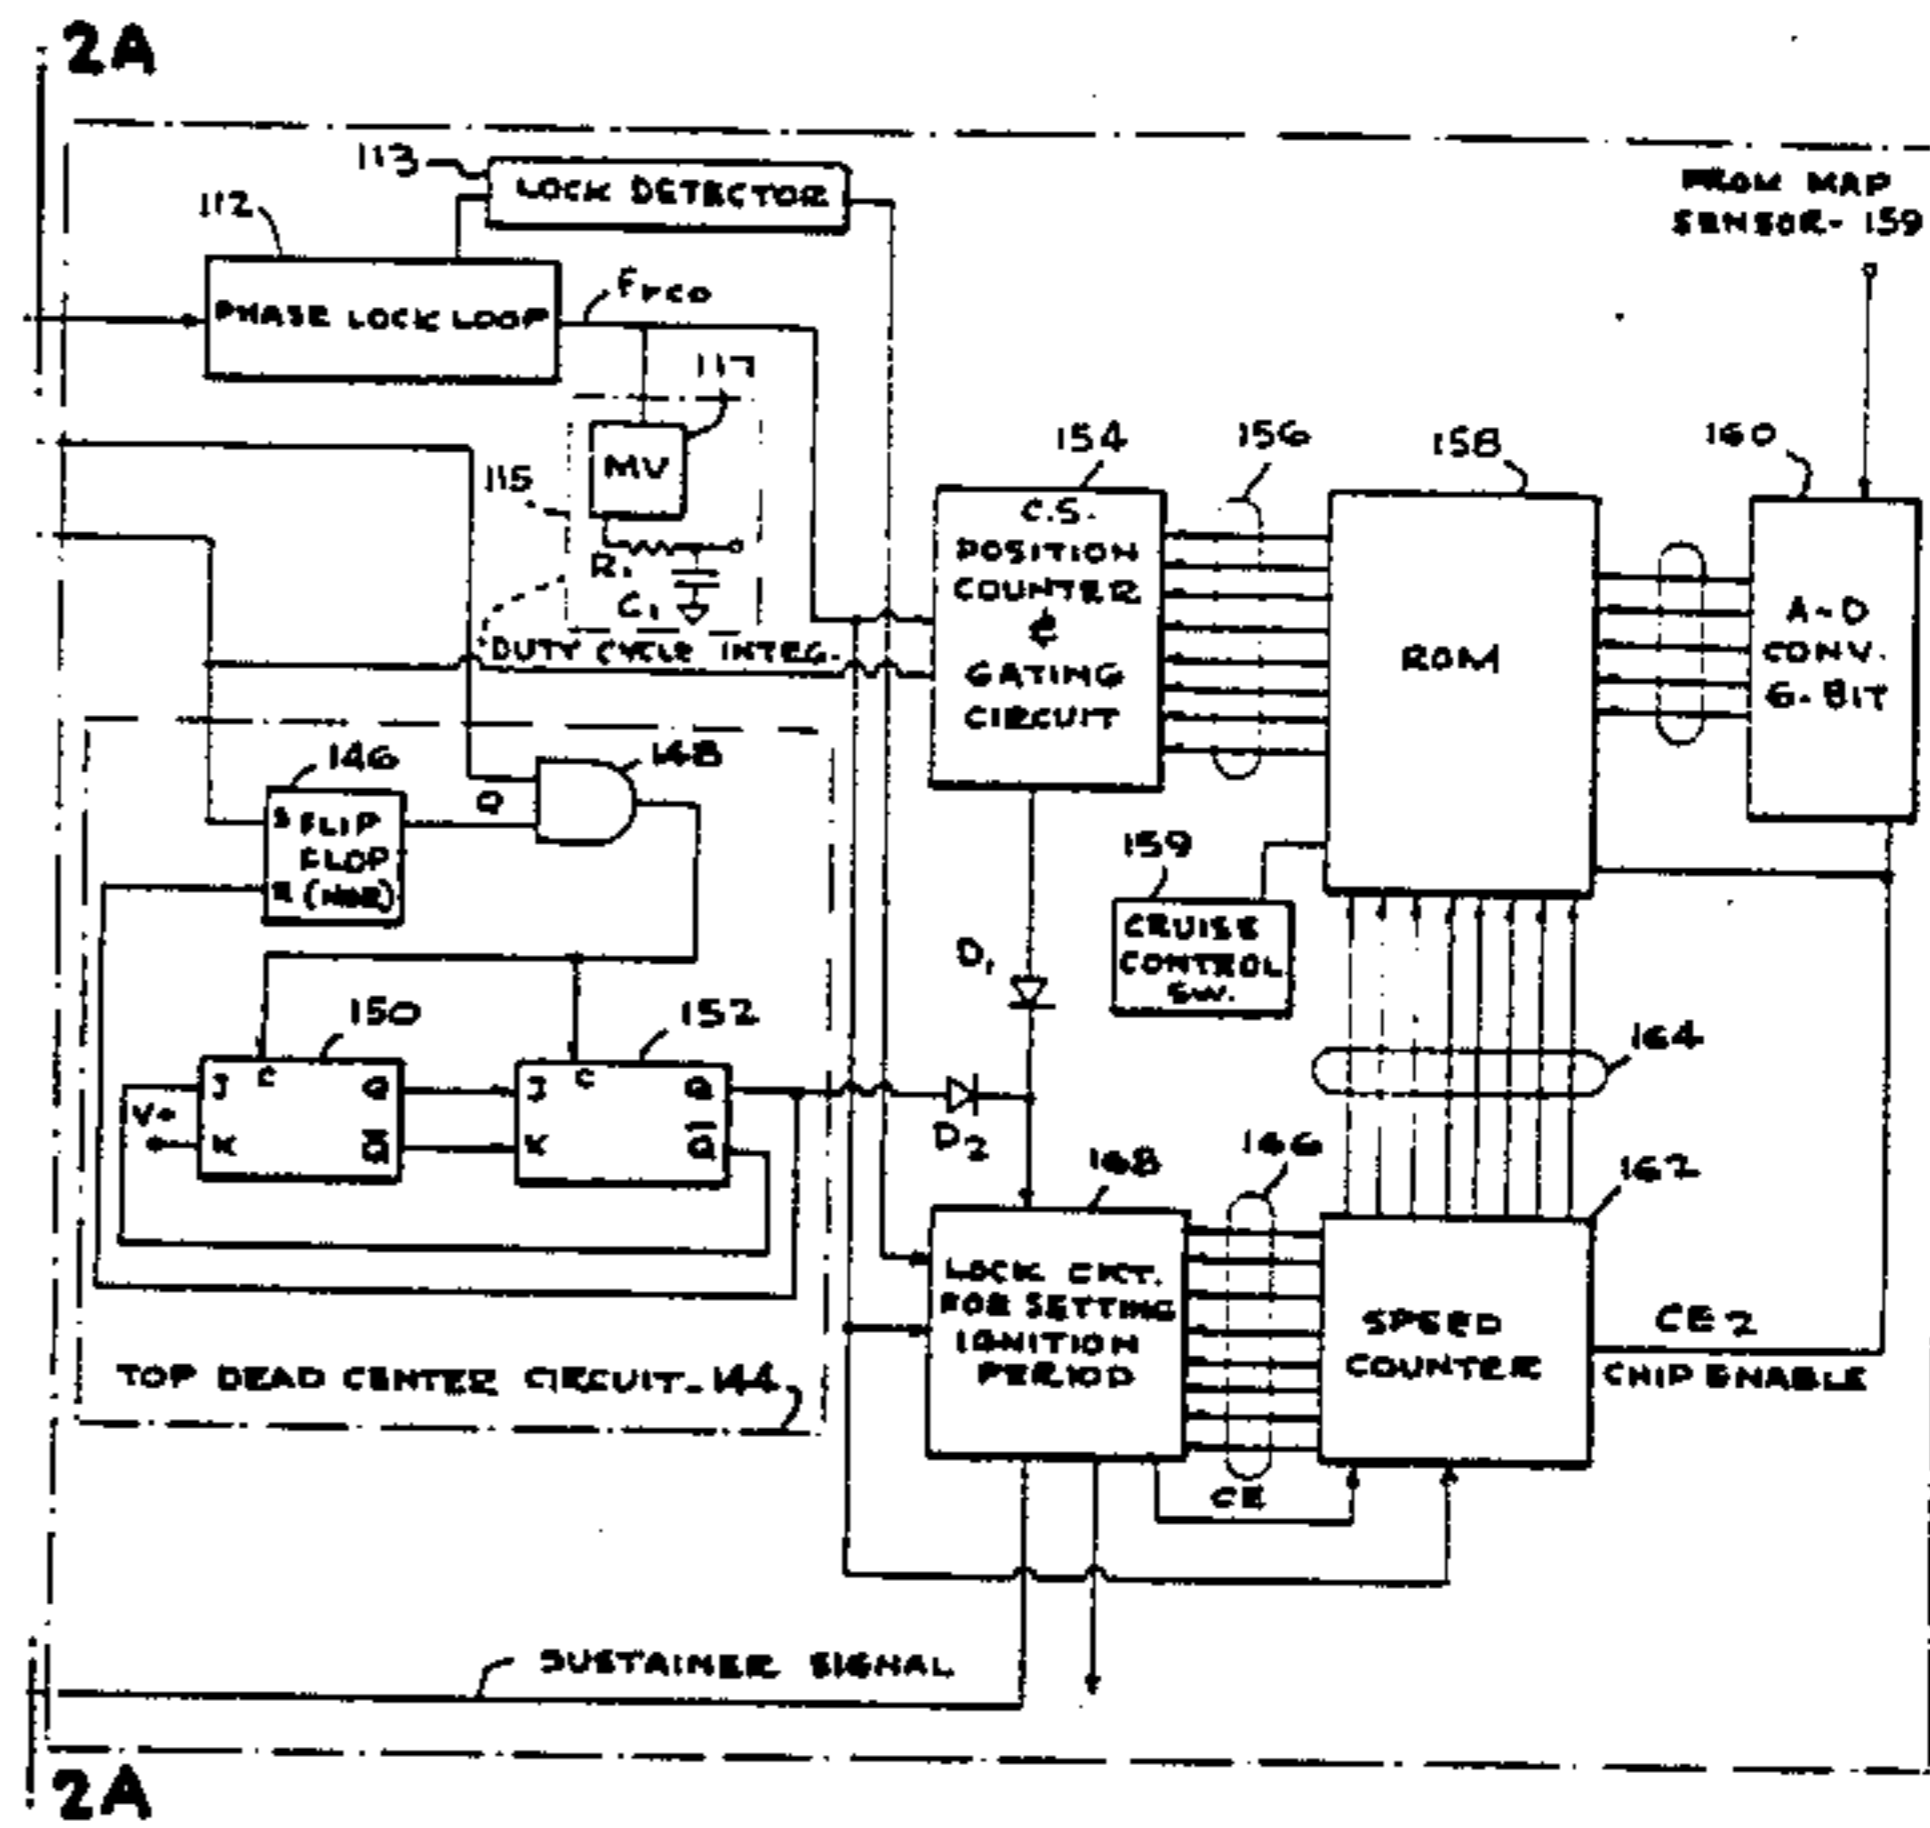 2A
113
LOCK DETECTOR
FROM MAP
SENSOR- 159
112
PHASE LOCK LOOP
FVCO
117
MV
115
R1
C1
DUTY CYCLE INTEG.
154
C.S.
POSITION
COUNTER
&
GATING
CIRCUIT
156
158
ROM
160
A-D
CONV.
6-BIT
146
S FLIP
FLOP
R
148
Q
159
CRUISE
CONTROL
SW.
D1
150
J C Q
K Q̅
V+
152
J C Q
K Q̅
D2
164
166
162
168
LOCK CKT.
FOR SETTING
IGNITION
PERIOD
SPEED
COUNTER
CE 2
CHIP ENABLE
CE
TOP DEAD CENTER CIRCUIT-144
SUSTAINER SIGNAL
2A